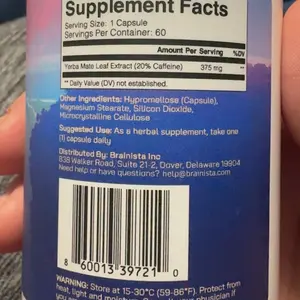 Supplement Facts
Serving Size: 1 Capsule
Servings Per Container: 60
Amount Per Serving %DV
Yerba Mate Leaf Extract (20% Caffeine) 375 mg **
** Daily Value (DV) not established.
Other Ingredients: Hypromellose (Capsule),
Magnesium Stearate, Silicon Dioxide,
Microcrystalline Cellulose
Suggested Use: As a herbal supplement, take one
(1) capsule daily
Distributed By: Brainista Inc
838 Walker Road, Suite 21-2, Dover, Delaware 19904
Need help or questions? help@brainista.com
8 60013 39721 0
WARNING: Store at 15-30°C (59-86°F). Protect from
heat, light and moisture.